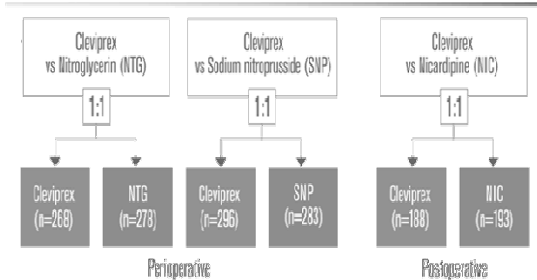 Cleviprex
vs Nitroglycerin (NTG)
Cleviprex
vs Sodium nitroprusside (SNP)
Cleviprex
vs Nicardipine (NIC)
1:1
1:1
1:1
Cleviprex
(n=268)
NTG
(n=278)
Cleviprex
(n=296)
SNP
(n=283)
Cleviprex
(n=188)
NIC
(n=193)
Perioperative
Postoperative